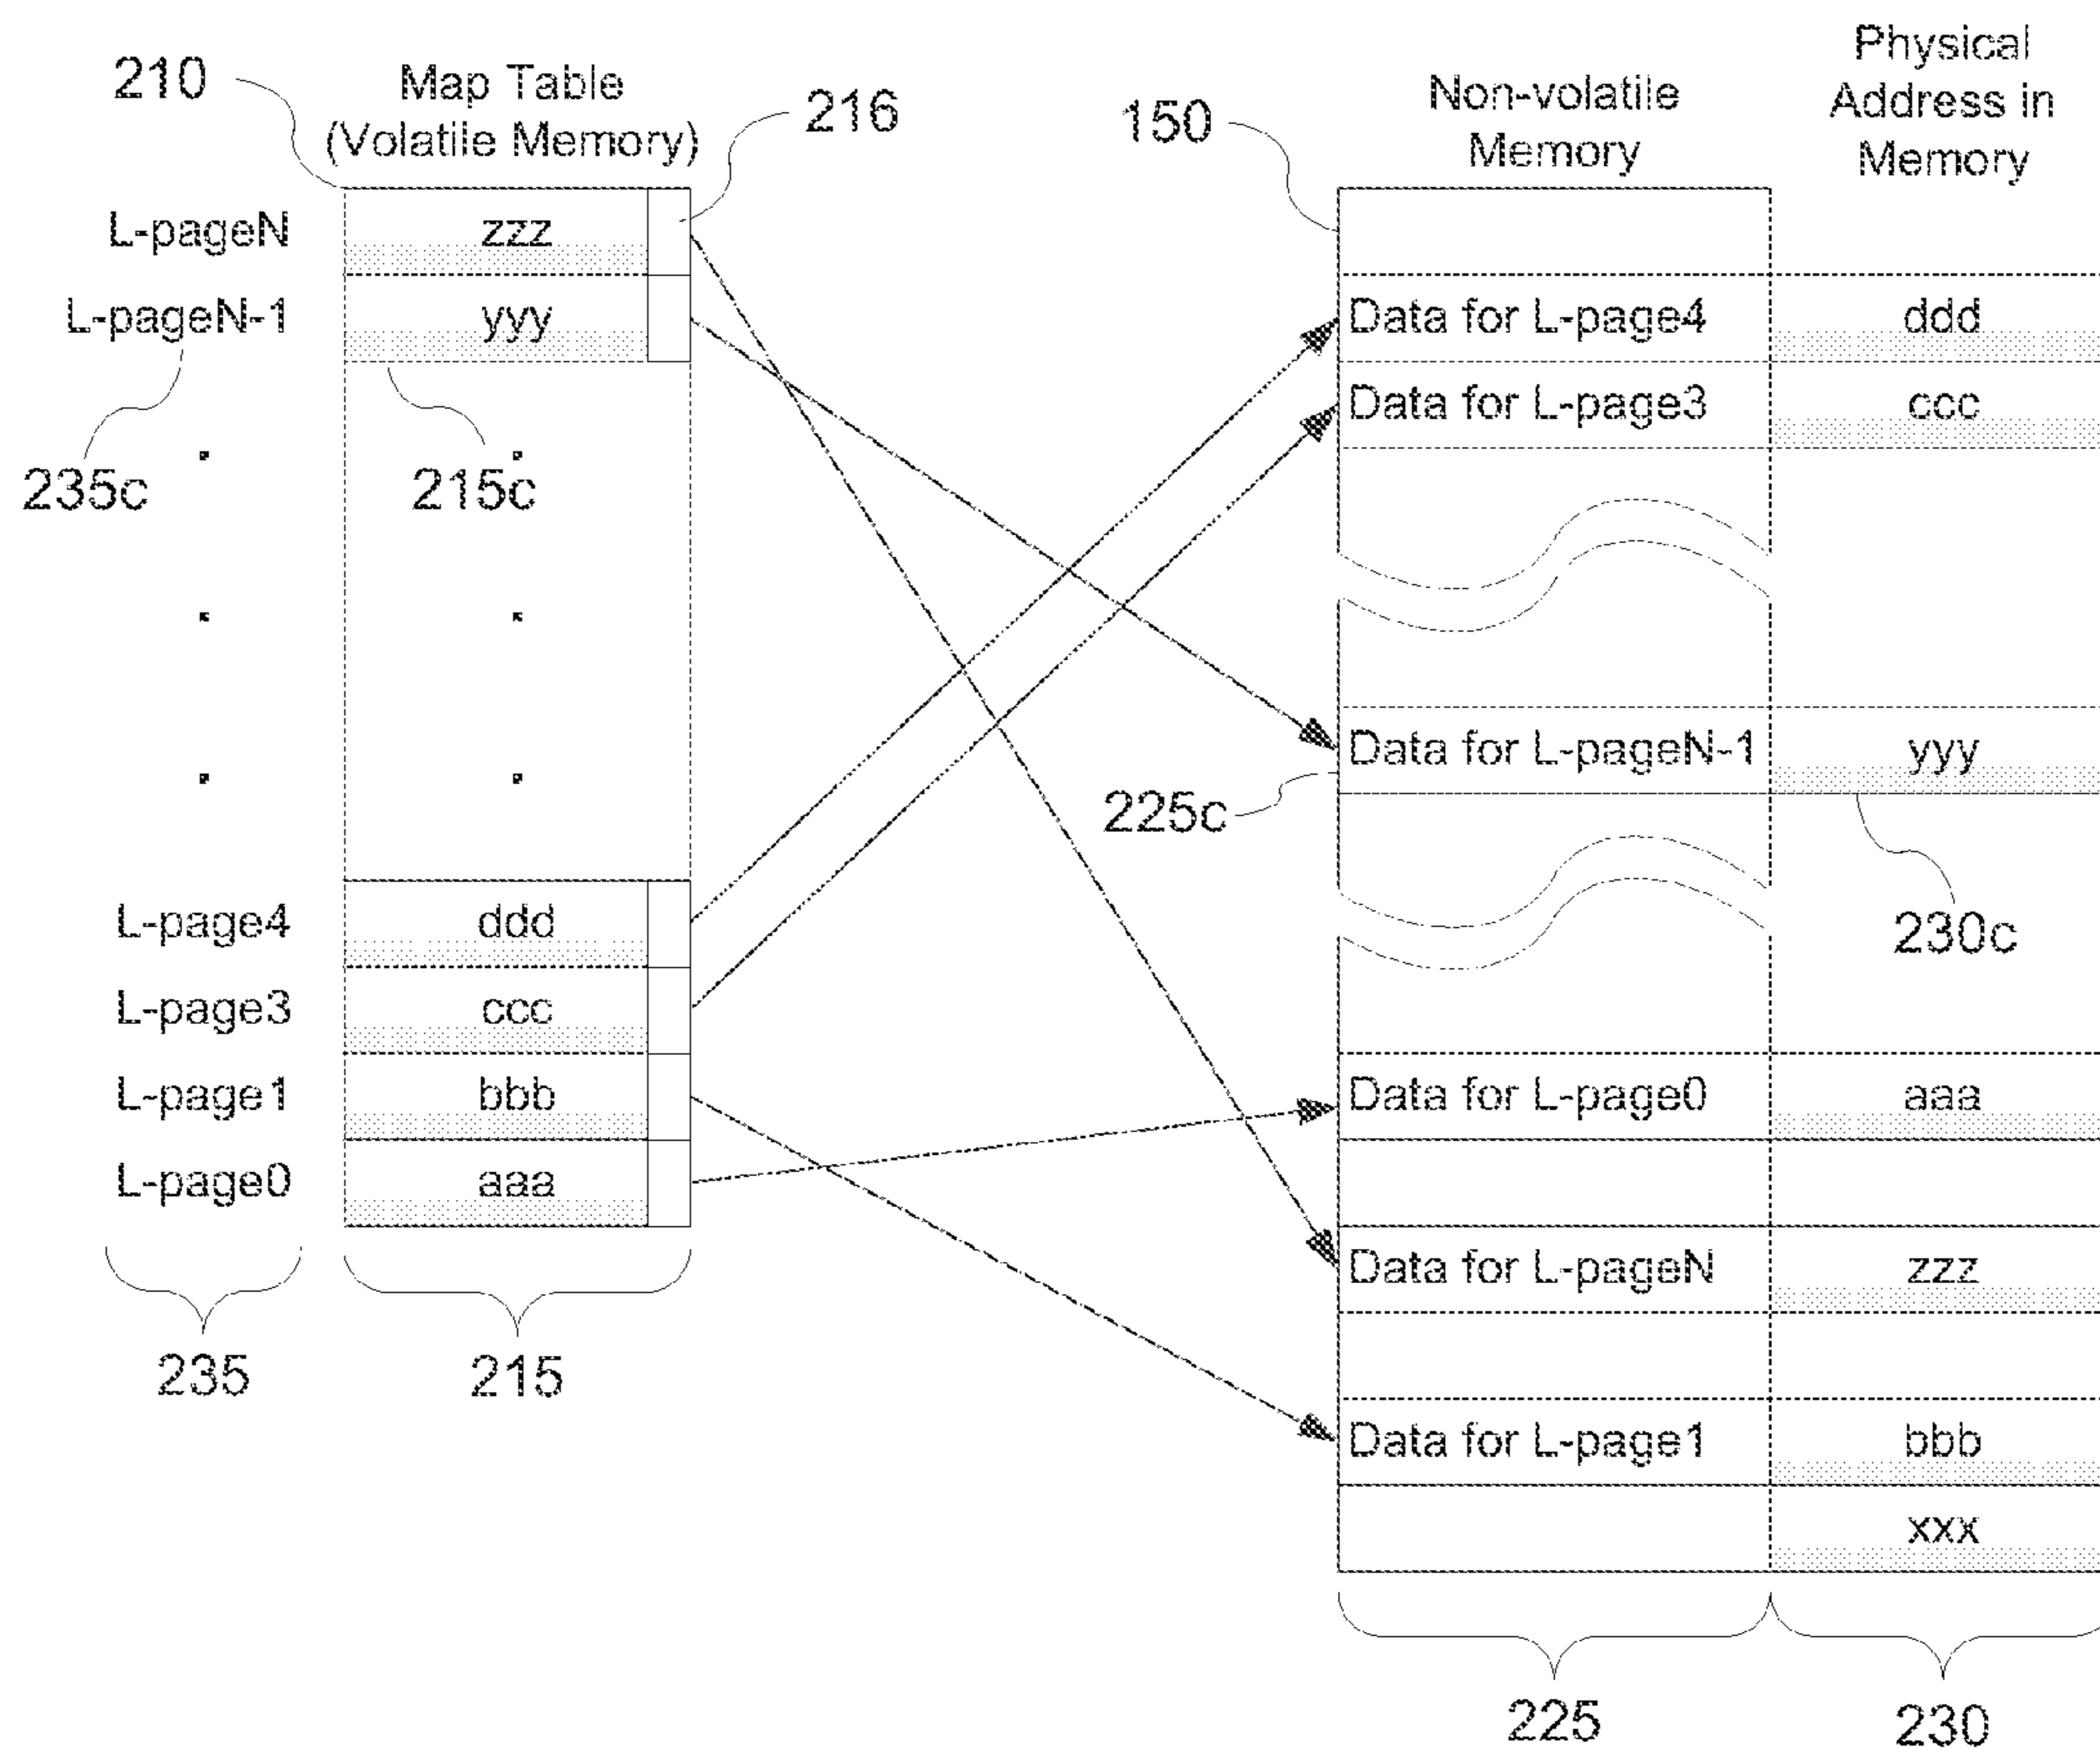 210
Map Table
(Volatile Memory)
216
150
Non-volatile
Memory
Physical
Address in
Memory
L-pageN
zzz
L-pageN-1
yyy
235c
215c
L-page4
ddd
L-page3
ccc
L-page1
bbb
L-page0
aaa
235
215
Data for L-page4
ddd
Data for L-page3
ccc
Data for L-pageN-1
yyy
225c
230c
Data for L-page0
aaa
Data for L-pageN
zzz
Data for L-page1
bbb
xxx
225
230